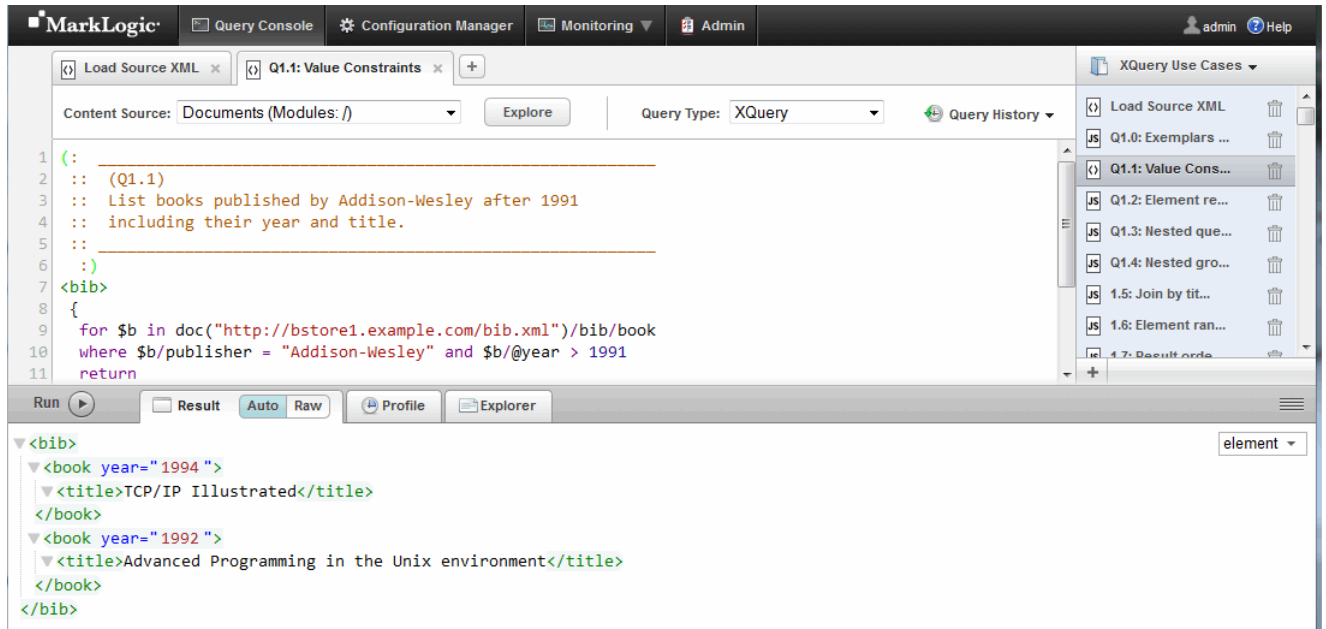 MarkLogic Query Console Configuration Manager Monitoring Admin admin Help
Load Source XML × Q1.1: Value Constraints × + XQuery Use Cases
Content Source: Documents (Modules: /) Explore Query Type: XQuery Query History
Load Source XML
Q1.0: Exemplars ...
Q1.1: Value Cons...
Q1.2: Element re...
Q1.3: Nested que...
Q1.4: Nested gro...
1.5: Join by tit...
1.6: Element ran...
1.7: Result orde...
+
1 (: __________________________________________________________
2 :: (Q1.1)
3 :: List books published by Addison-Wesley after 1991
4 :: including their year and title.
5 :: __________________________________________________________
6 :)
7 <bib>
8 {
9 for $b in doc("http://bstore1.example.com/bib.xml")/bib/book
10 where $b/publisher = "Addison-Wesley" and $b/@year > 1991
11 return
Run Result Auto Raw Profile Explorer
element
<bib>
<book year="1994">
<title>TCP/IP Illustrated</title>
</book>
<book year="1992">
<title>Advanced Programming in the Unix environment</title>
</book>
</bib>